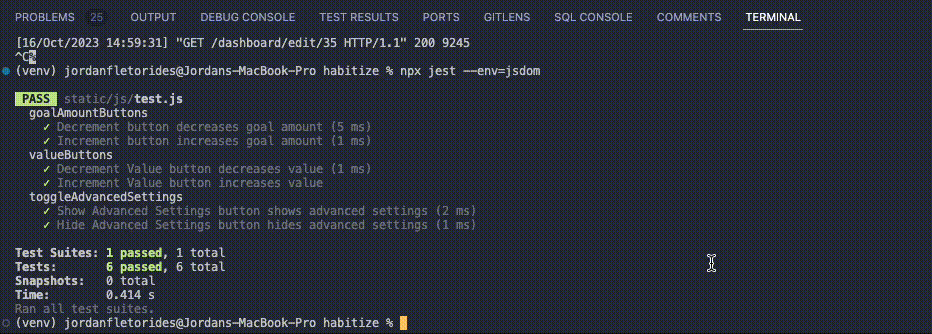 PROBLEMS 25 OUTPUT DEBUG CONSOLE TEST RESULTS PORTS GITLENS SQL CONSOLE COMMENTS TERMINAL
[16/Oct/2023 14:59:31] "GET /dashboard/edit/35 HTTP/1.1" 200 9245
^C%
(venv) jordanfletorides@Jordans-MacBook-Pro habitize % npx jest --env=jsdom
PASS static/js/test.js
goalAmountButtons
✓ Decrement button decreases goal amount (5 ms)
✓ Increment button increases goal amount (1 ms)
valueButtons
✓ Decrement Value button decreases value (1 ms)
✓ Increment Value button increases value
toggleAdvancedSettings
✓ Show Advanced Settings button shows advanced settings (2 ms)
✓ Hide Advanced Settings button hides advanced settings (1 ms)
Test Suites: 1 passed, 1 total
Tests: 6 passed, 6 total
Snapshots: 0 total
Time: 0.414 s
Ran all test suites.
(venv) jordanfletorides@Jordans-MacBook-Pro habitize %